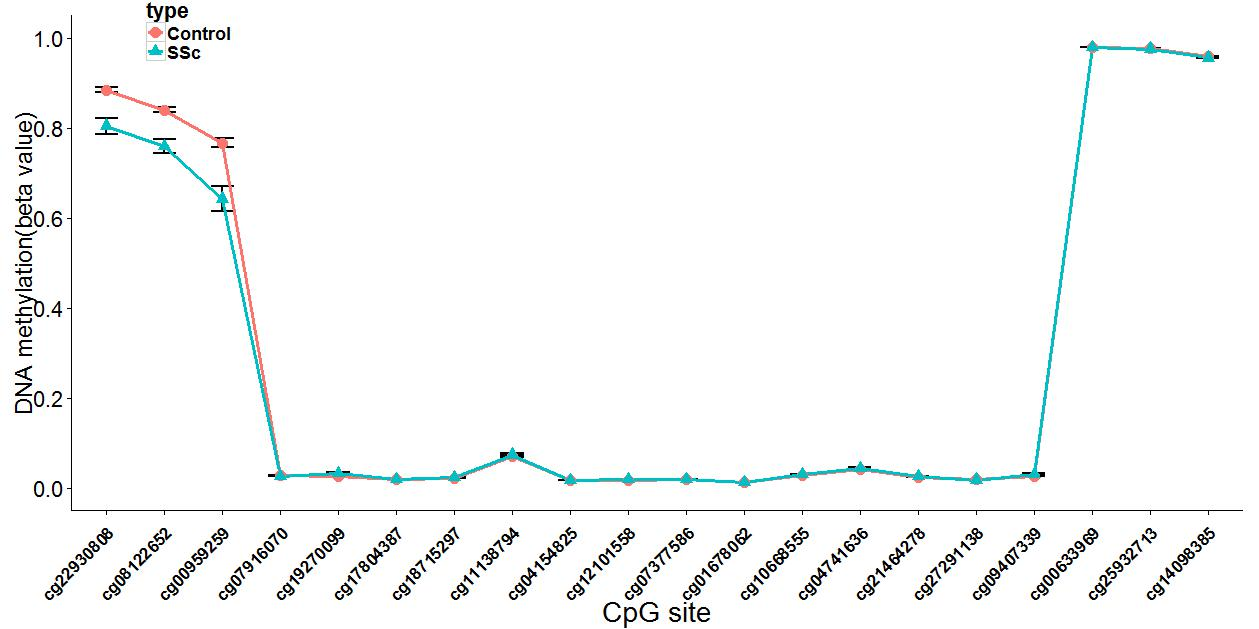 type
Control
SSc
DNA methylation(beta value)
1.0
0.8
0.6
0.4
0.2
0.0
cg22930808
cg08122652
cg00959259
cg07916070
cg19270099
cg17804387
cg18715297
cg11138794
cg04154825
cg12101558
cg07377586
cg01678062
cg10668555
cg04741636
cg21464278
cg27291138
cg09407339
cg00633969
cg25932713
cg14098385
CpG site